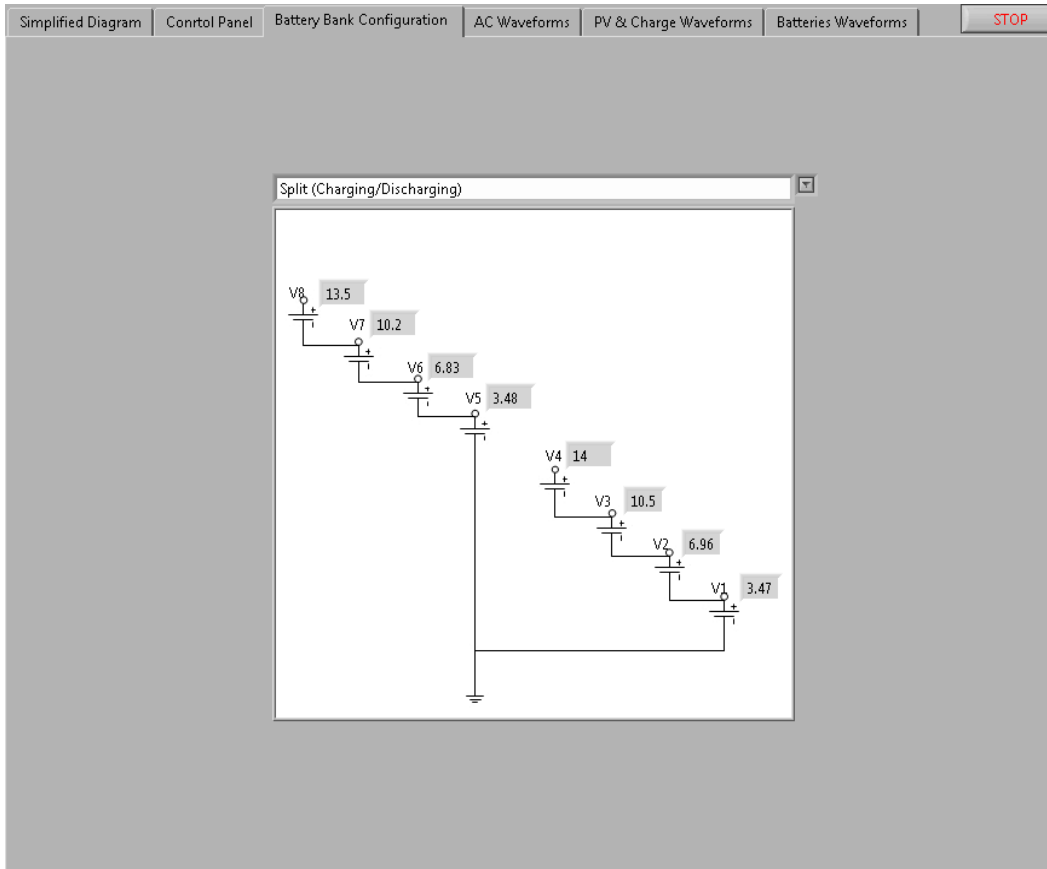 Simplified Diagram
Conrtol Panel
Battery Bank Configuration
AC Waveforms
PV & Charge Waveforms
Batteries Waveforms
STOP
Split (Charging/Discharging)
V8 13.5
V7 10.2
V6 6.83
V5 3.48
V4 14
V3 10.5
V2 6.96
V1 3.47